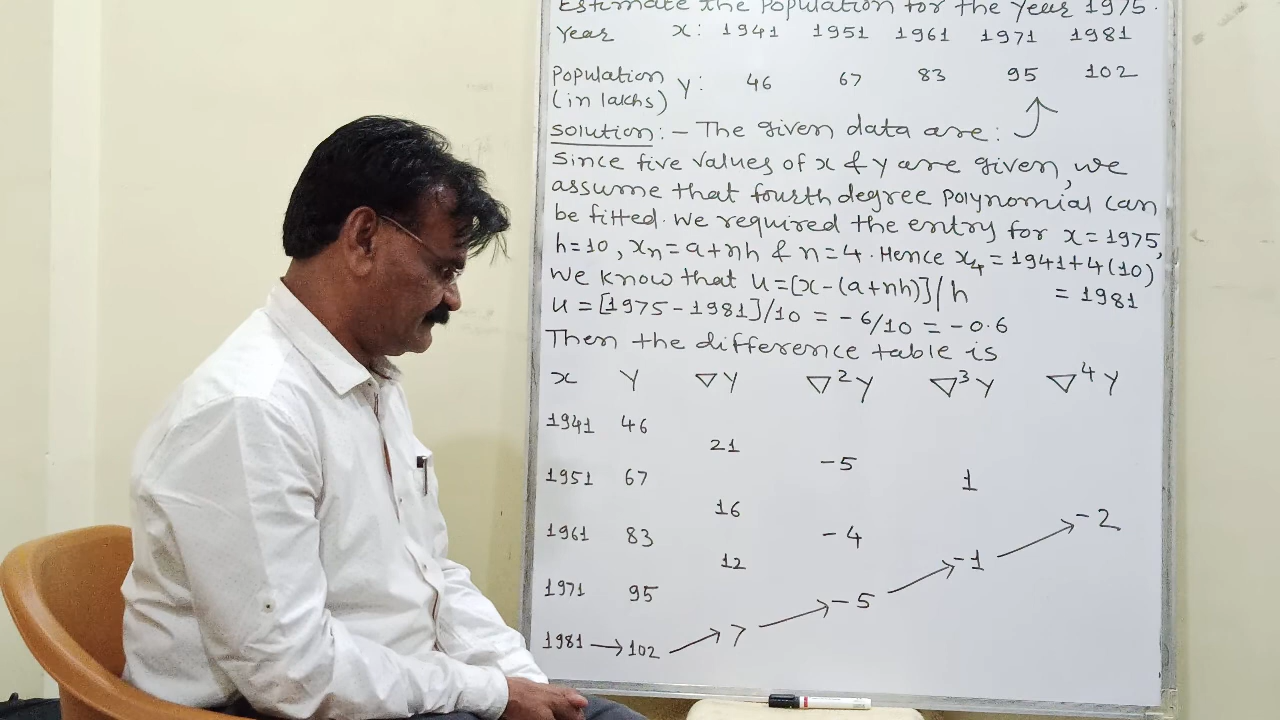 Estimate the Population for the Year 1975.
Year x: 1941 1951 1961 1971 1981
Population (in lakhs) Y: 46 67 83 95 102
Solution:- The given data are:
Since five values of x & y are given, we
assume that fourth degree Polynomial can
be fitted. We required the entry for x = 1975,
h=10, xn = a+nh & n=4. Hence x4 = 1941+4(10)
= 1981
We know that u = [x-(a+nh)]/h
u = [1975-1981]/10 = -6/10 = -0.6
Then the difference table is
x Y ▽Y ▽²Y ▽³Y ▽⁴Y
1941 46
21
-5
1951 67
1
16
-2
1961 83
-4
12
-1
1971 95
-5
7
1981 → 102